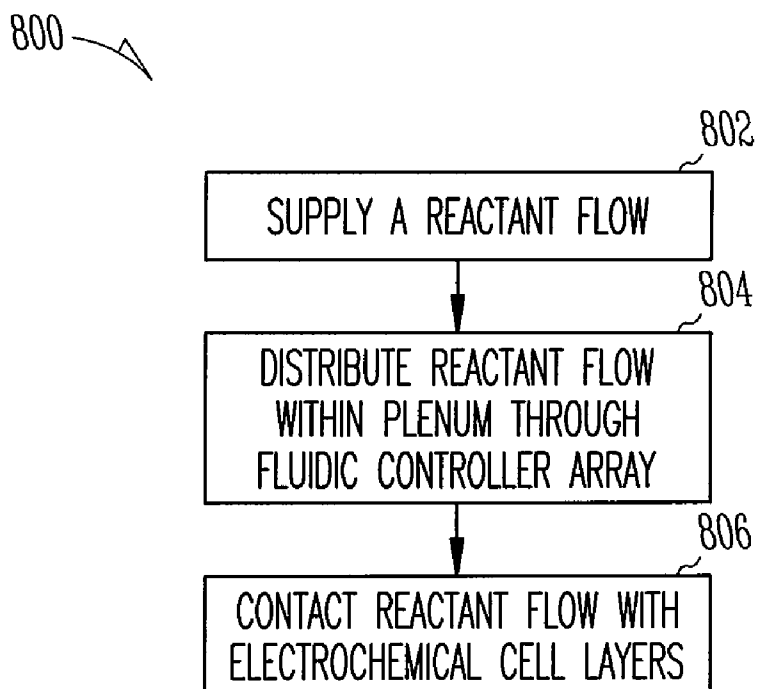 800
802
SUPPLY A REACTANT FLOW
804
DISTRIBUTE REACTANT FLOW
WITHIN PLENUM THROUGH
FLUIDIC CONTROLLER ARRAY
806
CONTACT REACTANT FLOW WITH
ELECTROCHEMICAL CELL LAYERS